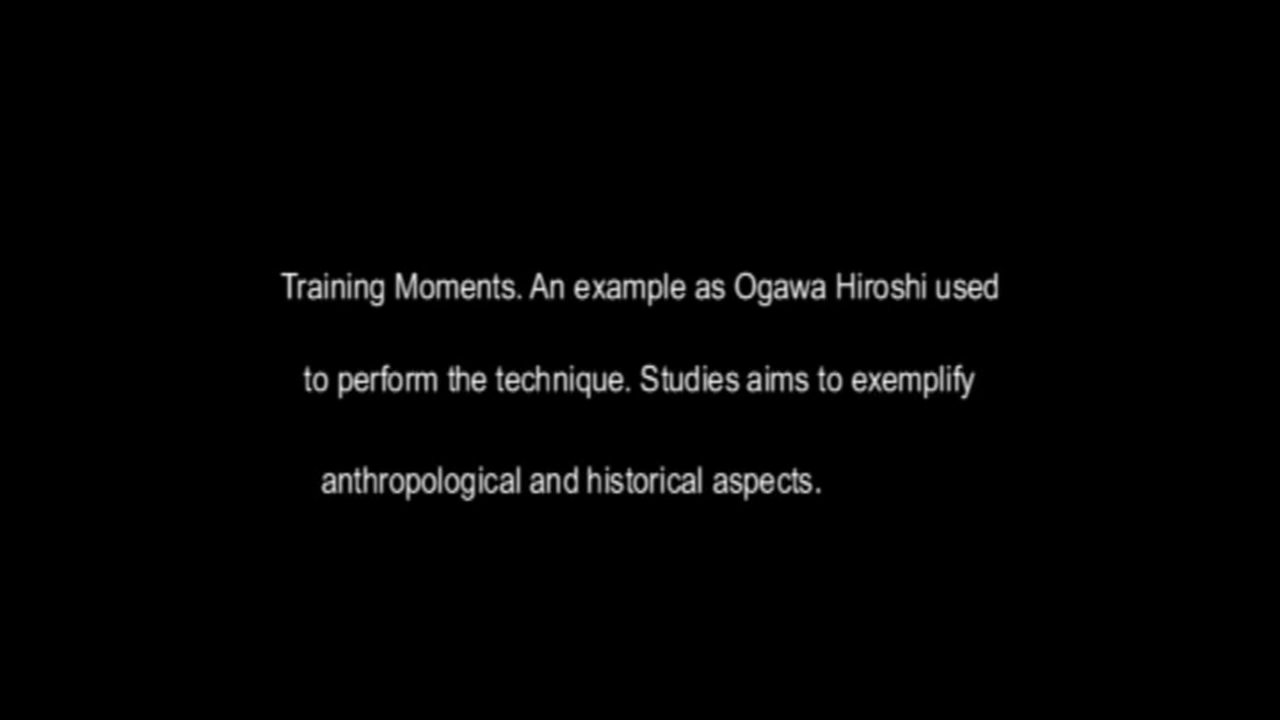 Training Moments. An example as Ogawa Hiroshi used
to perform the technique. Studies aims to exemplify
anthropological and historical aspects.